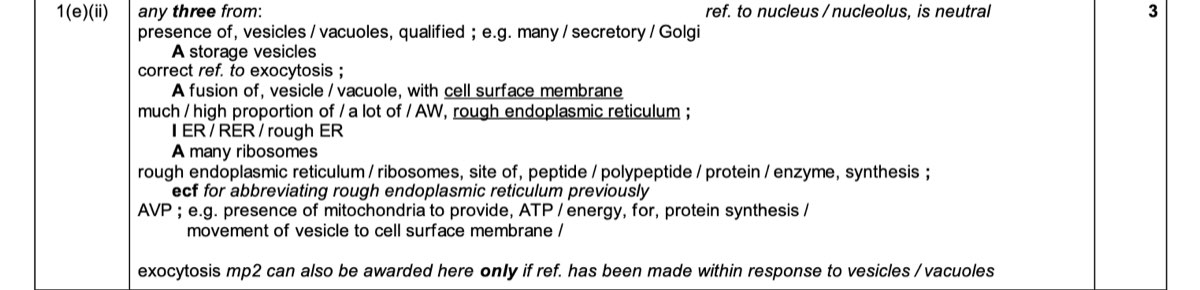 1(e)(ii) any three from: ref. to nucleus / nucleolus, is neutral 3
presence of, vesicles / vacuoles, qualified ; e.g. many / secretory / Golgi
A storage vesicles
correct ref. to exocytosis ;
A fusion of, vesicle / vacuole, with cell surface membrane
much / high proportion of / a lot of / AW, rough endoplasmic reticulum ;
I ER / RER / rough ER
A many ribosomes
rough endoplasmic reticulum / ribosomes, site of, peptide / polypeptide / protein / enzyme, synthesis ;
ecf for abbreviating rough endoplasmic reticulum previously
AVP ; e.g. presence of mitochondria to provide, ATP / energy, for, protein synthesis /
movement of vesicle to cell surface membrane /
exocytosis mp2 can also be awarded here only if ref. has been made within response to vesicles / vacuoles